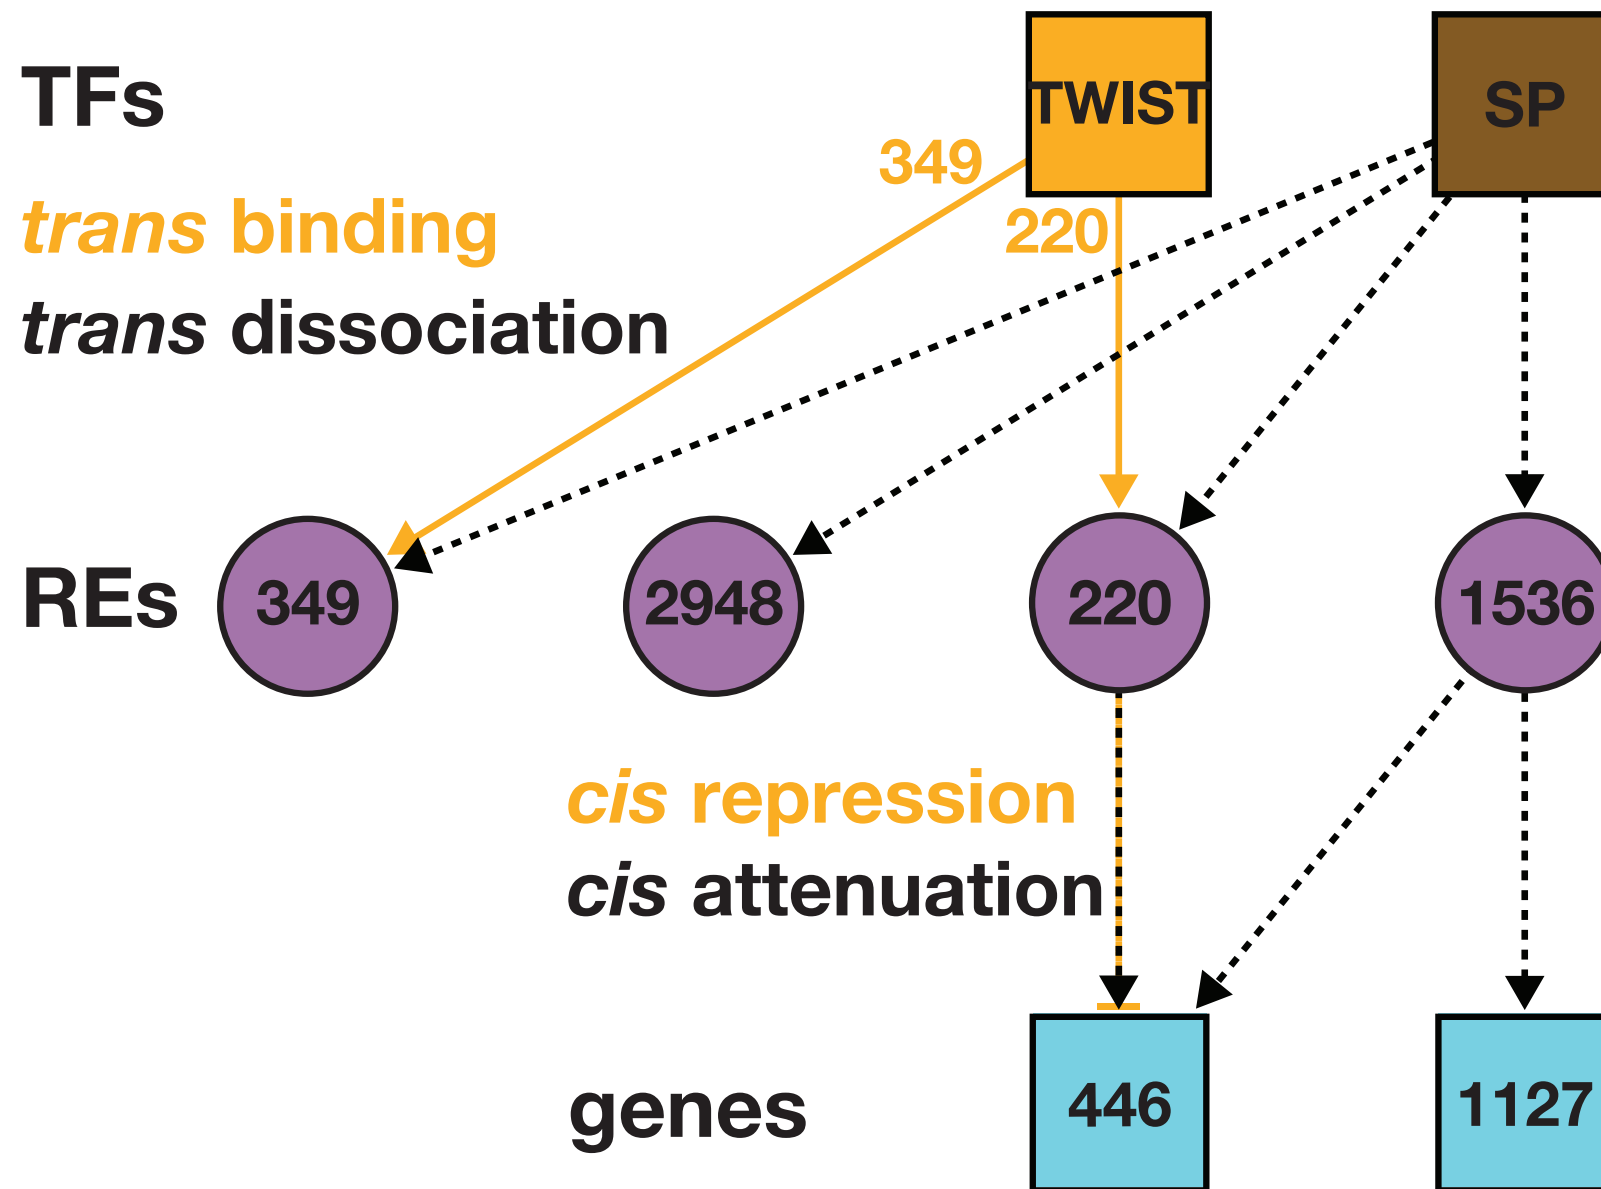 TFs
TWIST
SP
349
trans binding
220
trans dissociation
REs
349
2948
220
1536
cis repression
cis attenuation
genes
446
1127